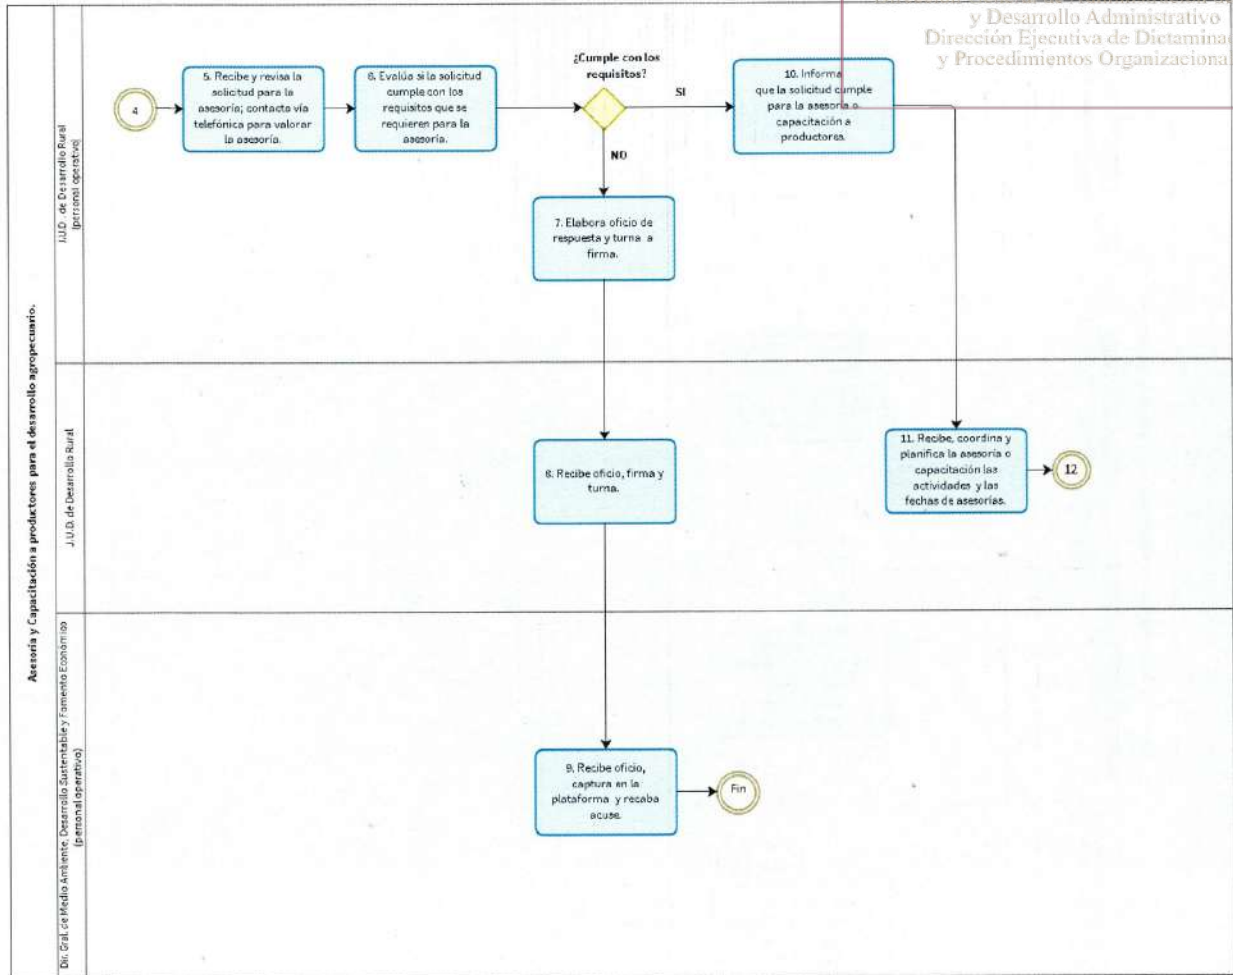 y Desarrollo Administrativo
Dirección Ejecutiva de Dictamina
y Procedimientos Organizacional
Asesoría y Capacitación a productores para el desarrollo agropecuario.
J.U.D. de Desarrollo Rural
(personal operativo)
4
5. Recibe y revisa la
solicitud para la
asesoría; contacta vía
telefónica para valorar
la asesoría.
6. Evalúa si la solicitud
cumple con los
requisitos que se
requieren para la
asesoría.
¿Cumple con los
requisitos?
SI
NO
10. Informa
que la solicitud cumple
para la asesoría o
capacitación a
productores.
7. Elabora oficio de
respuesta y turna a
firma.
J.U.D. de Desarrollo Rural
8. Recibe oficio, firma y
turna.
11. Recibe, coordina y
planifica la asesoría o
capacitación las
actividades y las
fechas de asesorías.
12
Dir. Gral. de Medio Ambiente, Desarrollo Sustentable y Fomento Económico
(personal operativo)
9. Recibe oficio,
captura en la
plataforma y recaba
acuse.
Fin